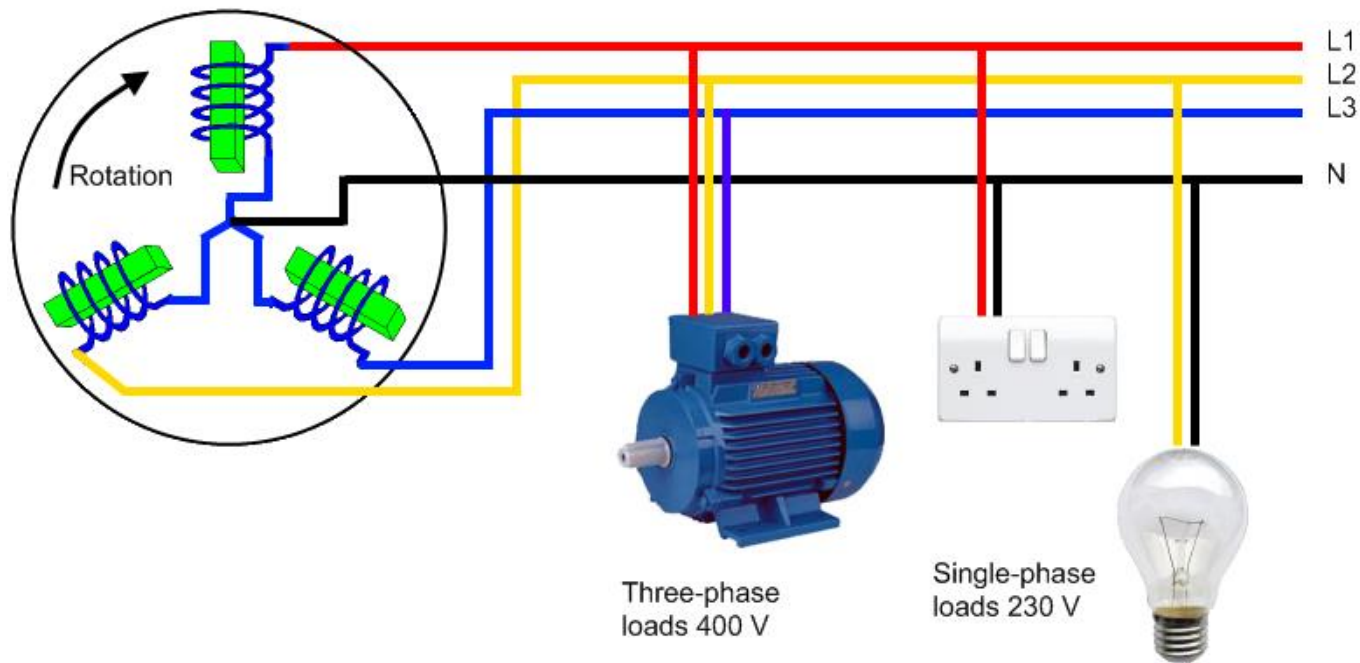 L1
L2
L3
Rotation
N
Three-phase
loads 400 V
Single-phase
loads 230 V